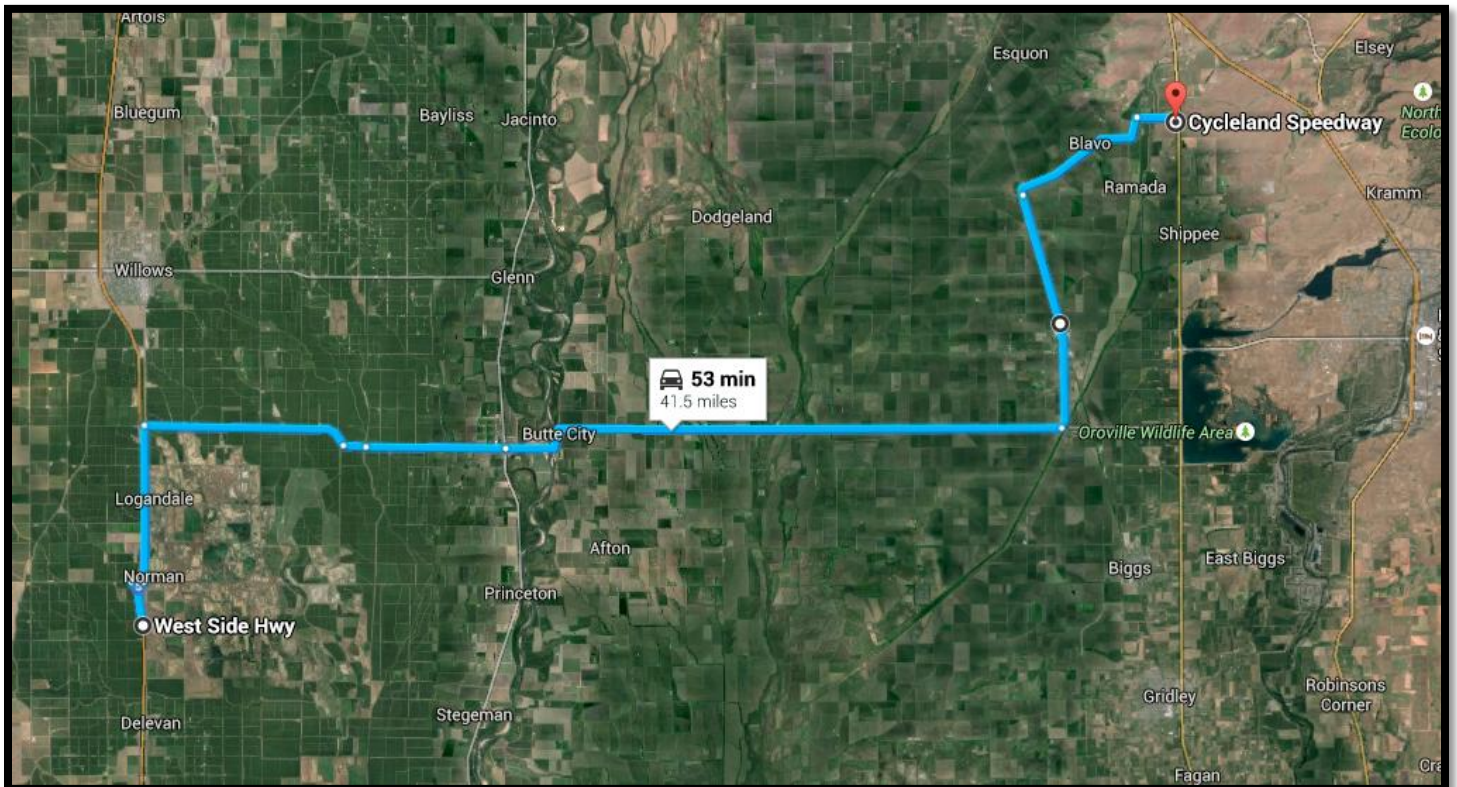 Artois
Elsey
Esquon
North
Ecolo
Bluegum
Bayliss
Jacinto
Cycleland Speedway
Blavo
Ramada
Kramm
Dodgeland
Shippee
Willows
Glenn
53 min
41.5 miles
Butte City
Oroville Wildlife Area
Logandale
Afton
Biggs
East Biggs
Norman
Princeton
West Side Hwy
Robinsons
Corner
Gridley
Stegeman
Delevan
Fagan
Cra